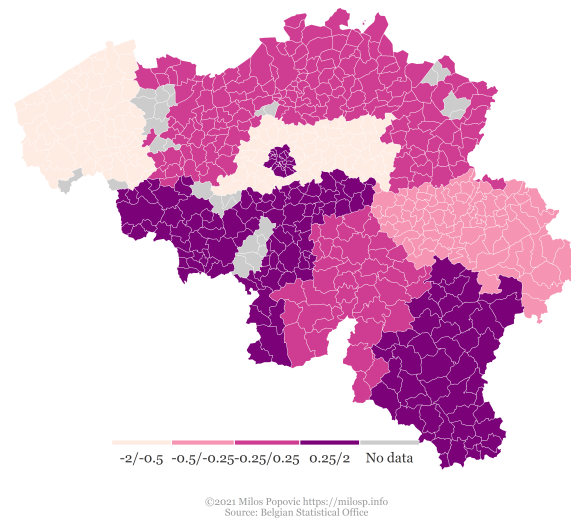 -2/-0.5 -0.5/-0.25 -0.25/0.25 0.25/2 No data
©2021 Milos Popovic https://milosp.info
Source: Belgian Statistical Office